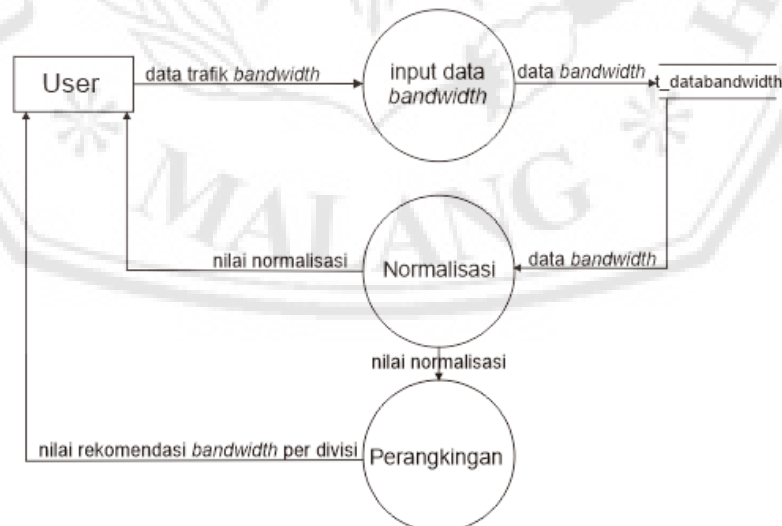 User
data trafik bandwidth
input data
bandwidth
data bandwidth
t_databandwidth
MALANG
nilai normalisasi
Normalisasi
data bandwidth
nilai normalisasi
nilai rekomendasi bandwidth per divisi
Perangkingan